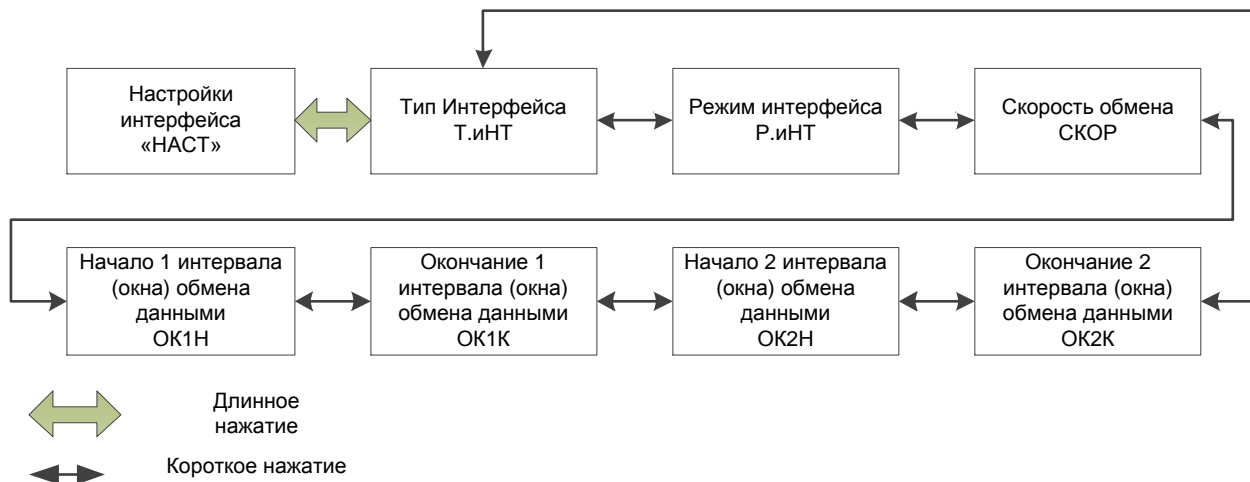 Настройки
интерфейса
«НАСТ»
Тип Интерфейса
Т.иНТ
Режим интерфейса
Р.иНТ
Скорость обмена
СКОР
Начало 1 интервала
(окна) обмена
данными
ОК1Н
Окончание 1
интервала (окна)
обмена данными
ОК1К
Начало 2 интервала
(окна) обмена
данными
ОК2Н
Окончание 2
интервала (окна)
обмена данными
ОК2К
Длинное
нажатие
Короткое нажатие